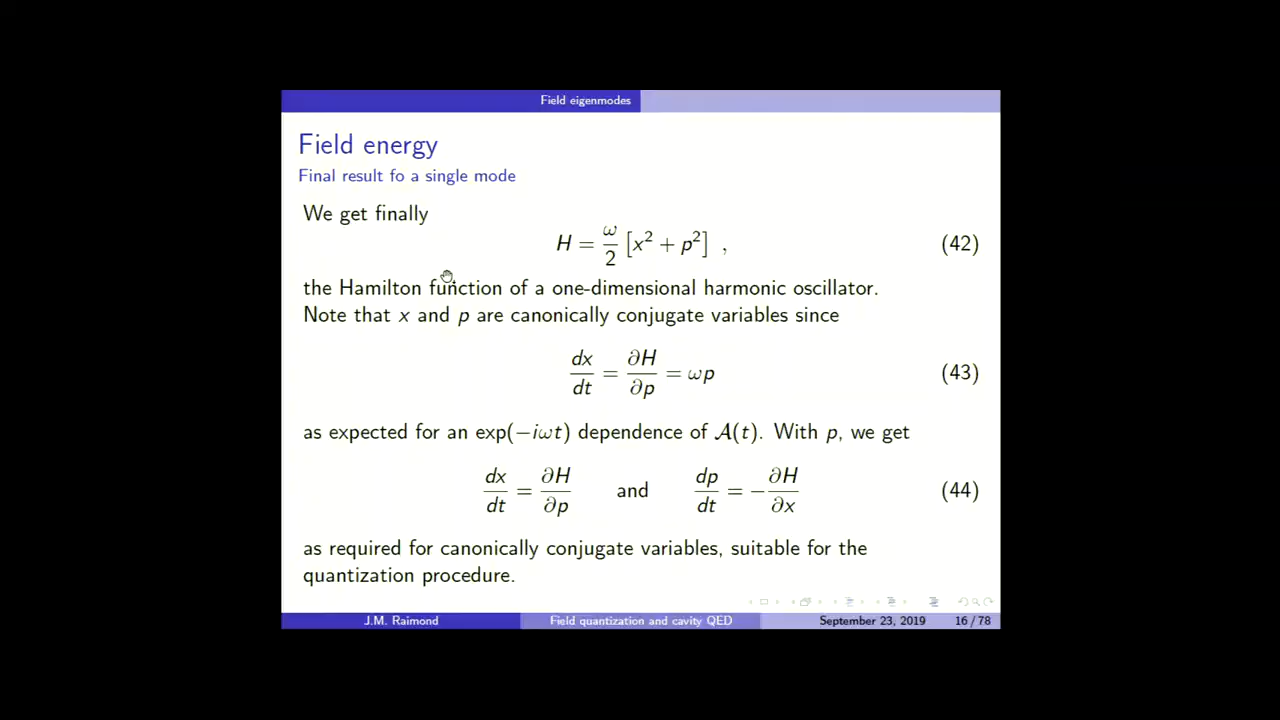 Field eigenmodes
Field energy
Final result fo a single mode
We get finally
H = ω/2 [x² + p²] , (42)
the Hamilton function of a one-dimensional harmonic oscillator.
Note that x and p are canonically conjugate variables since
dx/dt = ∂H/∂p = ωp (43)
as expected for an exp(−iωt) dependence of 𝒜(t). With p, we get
dx/dt = ∂H/∂p and dp/dt = −∂H/∂x (44)
as required for canonically conjugate variables, suitable for the
quantization procedure.
J.M. Raimond Field quantization and cavity QED September 23, 2019 16 / 78